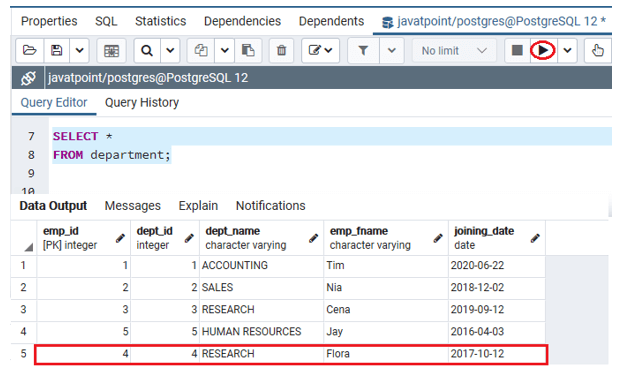 Properties SQL Statistics Dependencies Dependents javatpoint/postgres@PostgreSQL 12 *
No limit
javatpoint/postgres@PostgreSQL 12
Query Editor Query History
7 SELECT *
8 FROM department;
9
10
Data Output Messages Explain Notifications
emp_id dept_id dept_name emp_fname joining_date
[PK] integer integer character varying character varying date
1 1 1 ACCOUNTING Tim 2020-06-22
2 2 2 SALES Nia 2018-12-02
3 3 3 RESEARCH Cena 2019-09-12
4 5 5 HUMAN RESOURCES Jay 2016-04-03
5 4 4 RESEARCH Flora 2017-10-12